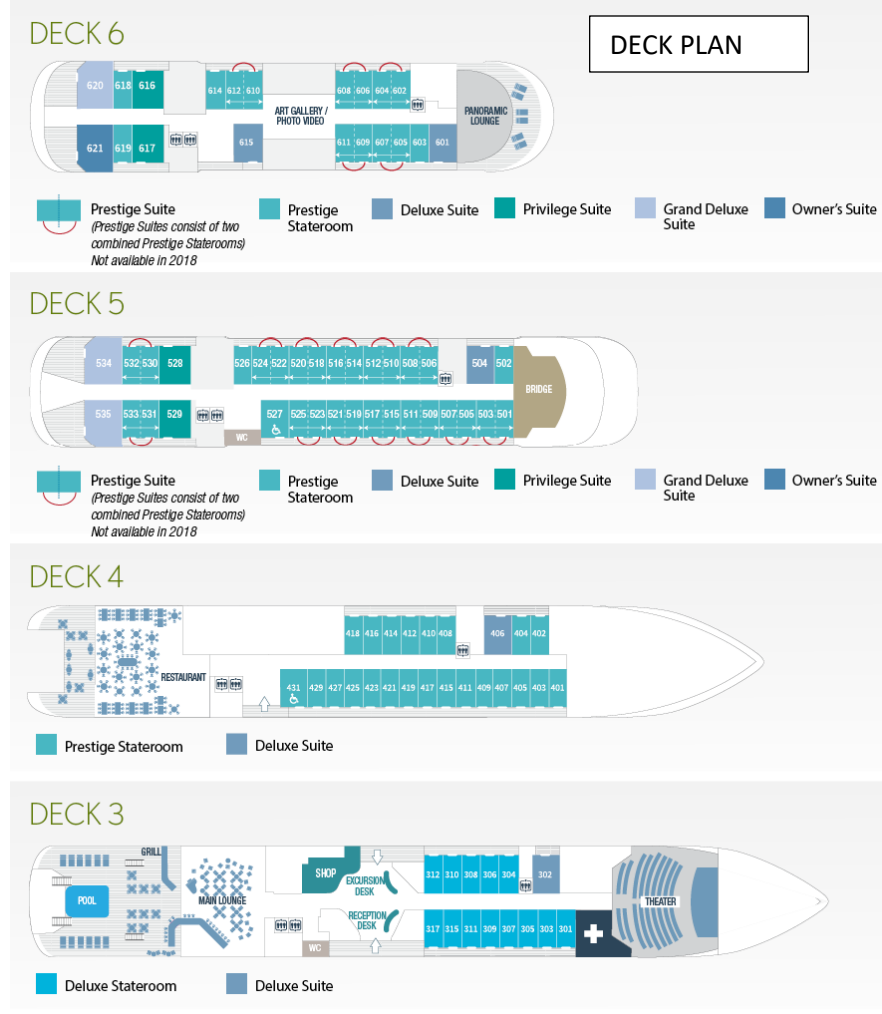 DECK PLAN
DECK 6
620 618 616 614 612 610 608 606 604 602
ART GALLERY /
PHOTO VIDEO
PANORAMIC
LOUNGE
621 619 617 615 611 609 607 605 603 601
Prestige Suite
(Prestige Suites consist of two
combined Prestige Staterooms)
Not available in 2018
Prestige
Stateroom
Deluxe Suite
Privilege Suite
Grand Deluxe
Suite
Owner's Suite
DECK 5
534 532 530 528 526 524 522 520 518 516 514 512 510 508 506 504 502
BRIDGE
535 533 531 529 527 525 523 521 519 517 515 511 509 507 505 503 501
WC
Prestige Suite
(Prestige Suites consist of two
combined Prestige Staterooms)
Not available in 2018
Prestige
Stateroom
Deluxe Suite
Privilege Suite
Grand Deluxe
Suite
Owner's Suite
DECK 4
418 416 414 412 410 408 406 404 402
RESTAURANT
431 429 427 425 423 421 419 417 415 411 409 407 405 403 401
Prestige Stateroom
Deluxe Suite
DECK 3
GRILL
SHOP
EXCURSION
DESK
312 310 308 306 304 302
POOL
MAIN LOUNGE
THEATER
RECEPTION
DESK
317 315 311 309 307 305 303 301
WC
Deluxe Stateroom
Deluxe Suite